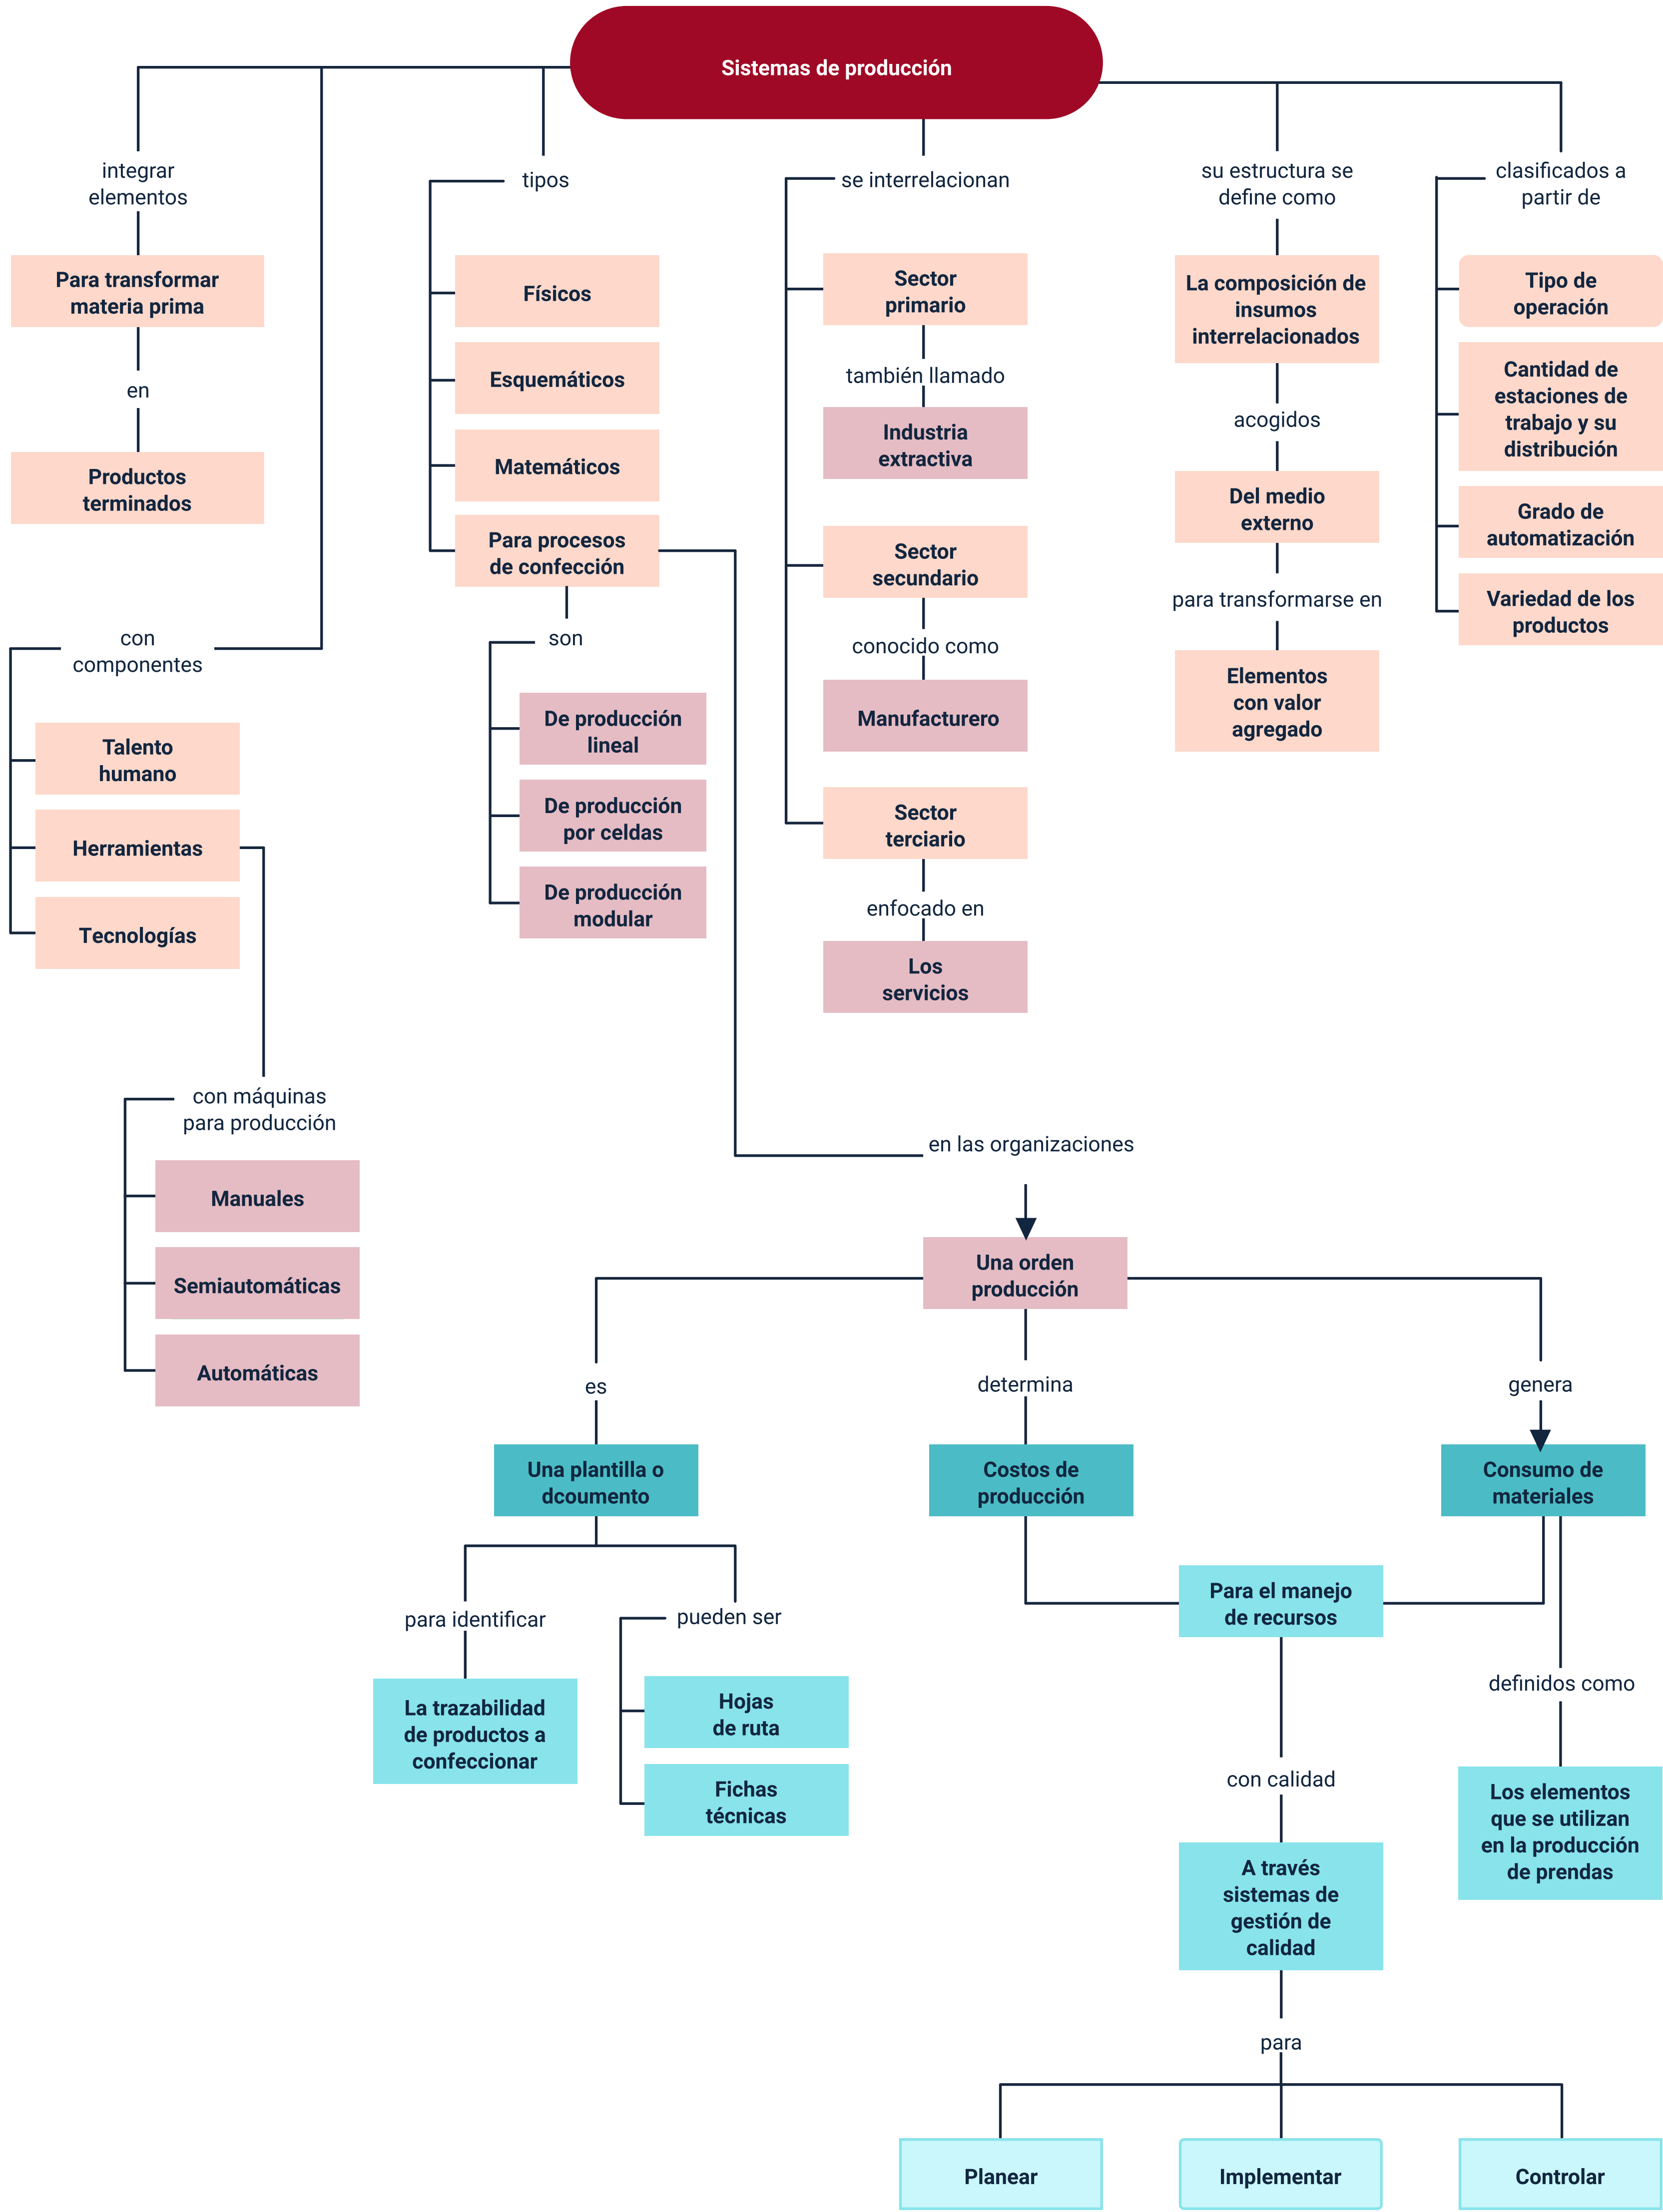 Sistemas de producción
integrar
elementos
Para transformar
materia prima
en
Productos
terminados
con
componentes
Talento
humano
Herramientas
Tecnologías
con máquinas
para producción
Manuales
Semiautomáticas
Automáticas
tipos
Físicos
Esquemáticos
Matemáticos
Para procesos
de confección
son
De producción
lineal
De producción
por celdas
De producción
modular
se interrelacionan
Sector
primario
también llamado
Industria
extractiva
Sector
secundario
conocido como
Manufacturero
Sector
terciario
enfocado en
Los
servicios
su estructura se
define como
La composición de
insumos
interrelacionados
acogidos
Del medio
externo
para transformarse en
Elementos
con valor
agregado
clasificados a
partir de
Tipo de
operación
Cantidad de
estaciones de
trabajo y su
distribución
Grado de
automatización
Variedad de los
productos
en las organizaciones
Una orden
producción
es
Una plantilla o
dcoumento
para identificar
La trazabilidad
de productos a
confeccionar
pueden ser
Hojas
de ruta
Fichas
técnicas
determina
Costos de
producción
genera
Consumo de
materiales
Para el manejo
de recursos
definidos como
Los elementos
que se utilizan
en la producción
de prendas
con calidad
A través
sistemas de
gestión de
calidad
para
Planear
Implementar
Controlar